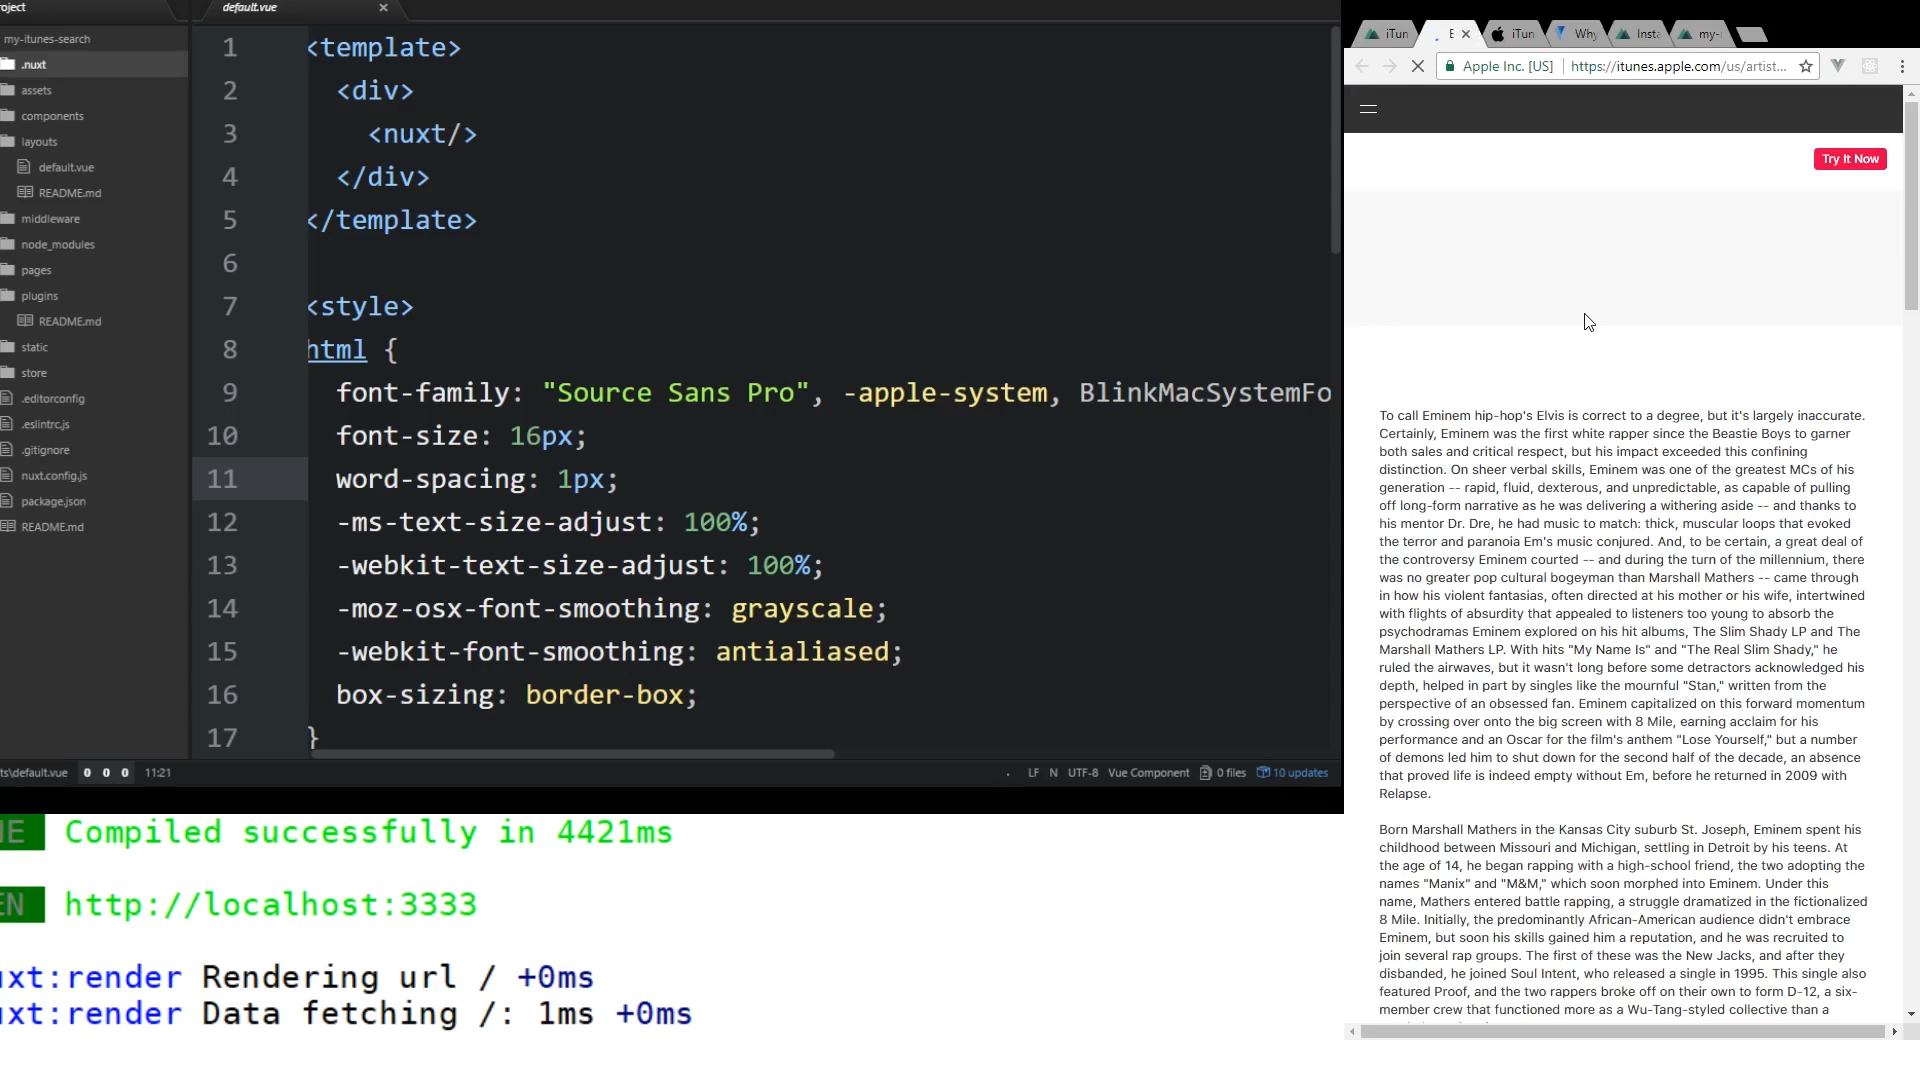 oject
my-itunes-search
.nuxt
assets
components
layouts
default.vue
README.md
middleware
node_modules
pages
plugins
README.md
static
store
.editorconfig
.eslintrc.js
.gitignore
nuxt.config.js
package.json
README.md
default.vue
1 <template>
2 <div>
3 <nuxt/>
4 </div>
5 </template>
6
7 <style>
8 html {
9 font-family: "Source Sans Pro", -apple-system, BlinkMacSystemFo
10 font-size: 16px;
11 word-spacing: 1px;
12 -ms-text-size-adjust: 100%;
13 -webkit-text-size-adjust: 100%;
14 -moz-osx-font-smoothing: grayscale;
15 -webkit-font-smoothing: antialiased;
16 box-sizing: border-box;
17 }
ts\default.vue 0 0 0 11:21 LF N UTF-8 Vue Component 0 files 10 updates
NE Compiled successfully in 4421ms
EN http://localhost:3333
uxt:render Rendering url / +0ms
uxt:render Data fetching /: 1ms +0ms
iTun E iTun Why Insta my-
Apple Inc. [US] https://itunes.apple.com/us/artist...
Try It Now
To call Eminem hip-hop's Elvis is correct to a degree, but it's largely inaccurate.
Certainly, Eminem was the first white rapper since the Beastie Boys to garner
both sales and critical respect, but his impact exceeded this confining
distinction. On sheer verbal skills, Eminem was one of the greatest MCs of his
generation -- rapid, fluid, dexterous, and unpredictable, as capable of pulling
off long-form narrative as he was delivering a withering aside -- and thanks to
his mentor Dr. Dre, he had music to match: thick, muscular loops that evoked
the terror and paranoia Em's music conjured. And, to be certain, a great deal of
the controversy Eminem courted -- and during the turn of the millennium, there
was no greater pop cultural bogeyman than Marshall Mathers -- came through
in how his violent fantasias, often directed at his mother or his wife, intertwined
with flights of absurdity that appealed to listeners too young to absorb the
psychodramas Eminem explored on his hit albums, The Slim Shady LP and The
Marshall Mathers LP. With hits "My Name Is" and "The Real Slim Shady," he
ruled the airwaves, but it wasn't long before some detractors acknowledged his
depth, helped in part by singles like the mournful "Stan," written from the
perspective of an obsessed fan. Eminem capitalized on this forward momentum
by crossing over onto the big screen with 8 Mile, earning acclaim for his
performance and an Oscar for the film's anthem "Lose Yourself," but a number
of demons led him to shut down for the second half of the decade, an absence
that proved life is indeed empty without Em, before he returned in 2009 with
Relapse.
Born Marshall Mathers in the Kansas City suburb St. Joseph, Eminem spent his
childhood between Missouri and Michigan, settling in Detroit by his teens. At
the age of 14, he began rapping with a high-school friend, the two adopting the
names "Manix" and "M&M," which soon morphed into Eminem. Under this
name, Mathers entered battle rapping, a struggle dramatized in the fictionalized
8 Mile. Initially, the predominantly African-American audience didn't embrace
Eminem, but soon his skills gained him a reputation, and he was recruited to
join several rap groups. The first of these was the New Jacks, and after they
disbanded, he joined Soul Intent, who released a single in 1995. This single also
featured Proof, and the two rappers broke off on their own to form D-12, a six-
member crew that functioned more as a Wu-Tang-styled collective than a